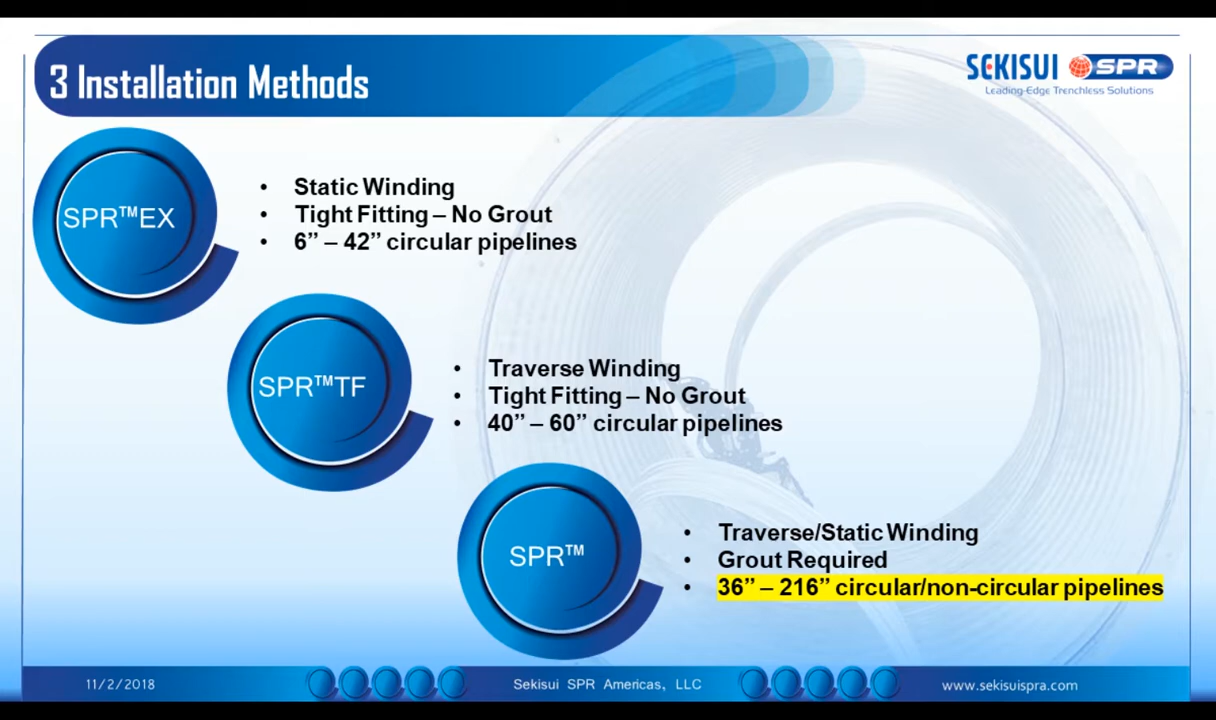 3 Installation Methods
SEKISUI SPR
Leading-Edge Trenchless Solutions
SPR™EX
• Static Winding
• Tight Fitting – No Grout
• 6” – 42” circular pipelines
SPR™TF
• Traverse Winding
• Tight Fitting – No Grout
• 40” – 60” circular pipelines
SPR™
• Traverse/Static Winding
• Grout Required
• 36” – 216” circular/non-circular pipelines
11/2/2018
Sekisui SPR Americas, LLC
www.sekisuispra.com